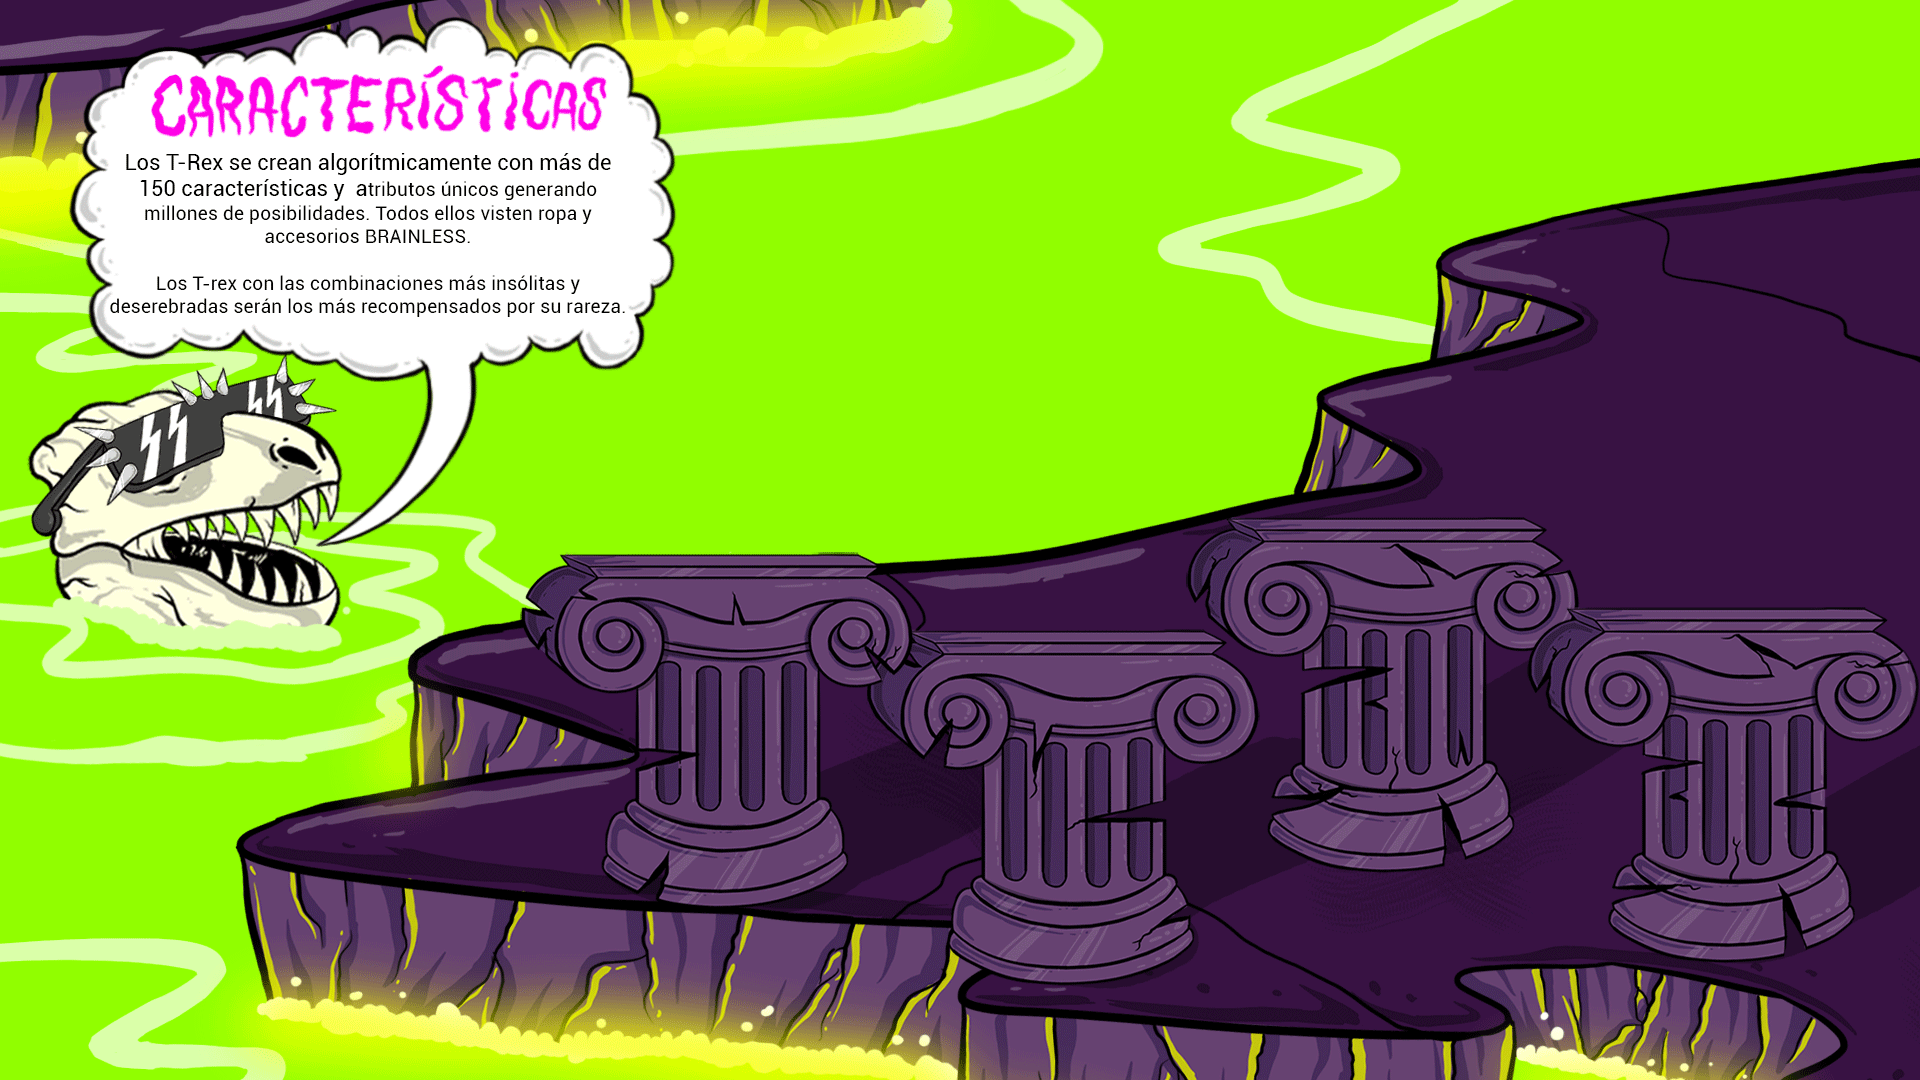 CARACTERÍSTICAS
Los T-Rex se crean algorítmicamente con más de
150 características y atributos únicos generando
millones de posibilidades. Todos ellos visten ropa y
accesorios BRAINLESS.
Los T-rex con las combinaciones más insólitas y
deserebradas serán los más recompensados por su rareza.